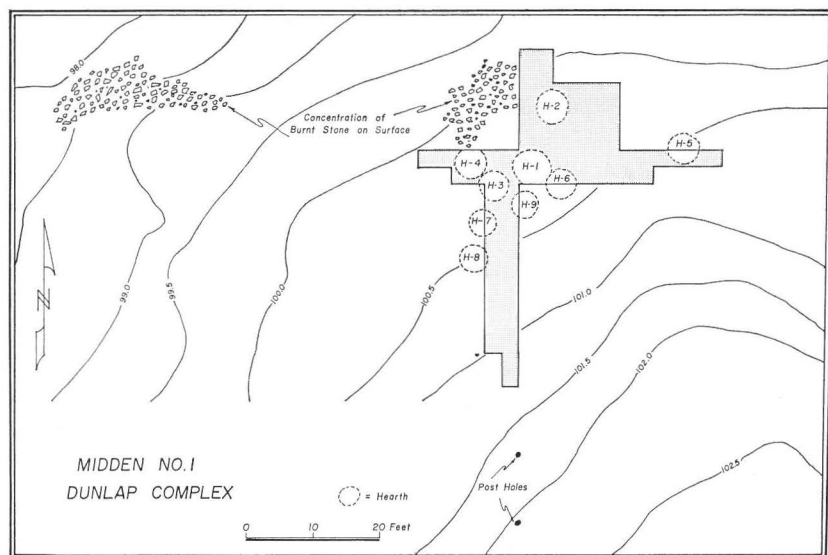 98.0
Concentration of
Burnt Stone on Surface
H-2
H-5
H-4
H-1
H-3
H-6
H-9
H-7
H-8
N
99.0
99.5
100.0
100.5
101.0
101.5
102.0
102.5
MIDDEN NO. 1
DUNLAP COMPLEX
= Hearth
Post Holes
0 10 20 Feet